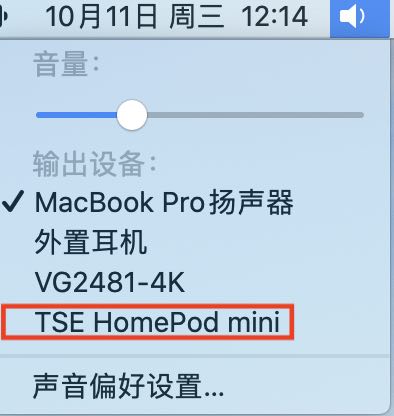 10月11日 周三 12:14
音量：
输出设备：
MacBook Pro扬声器
外置耳机
VG2481-4K
TSE HomePod mini
声音偏好设置...